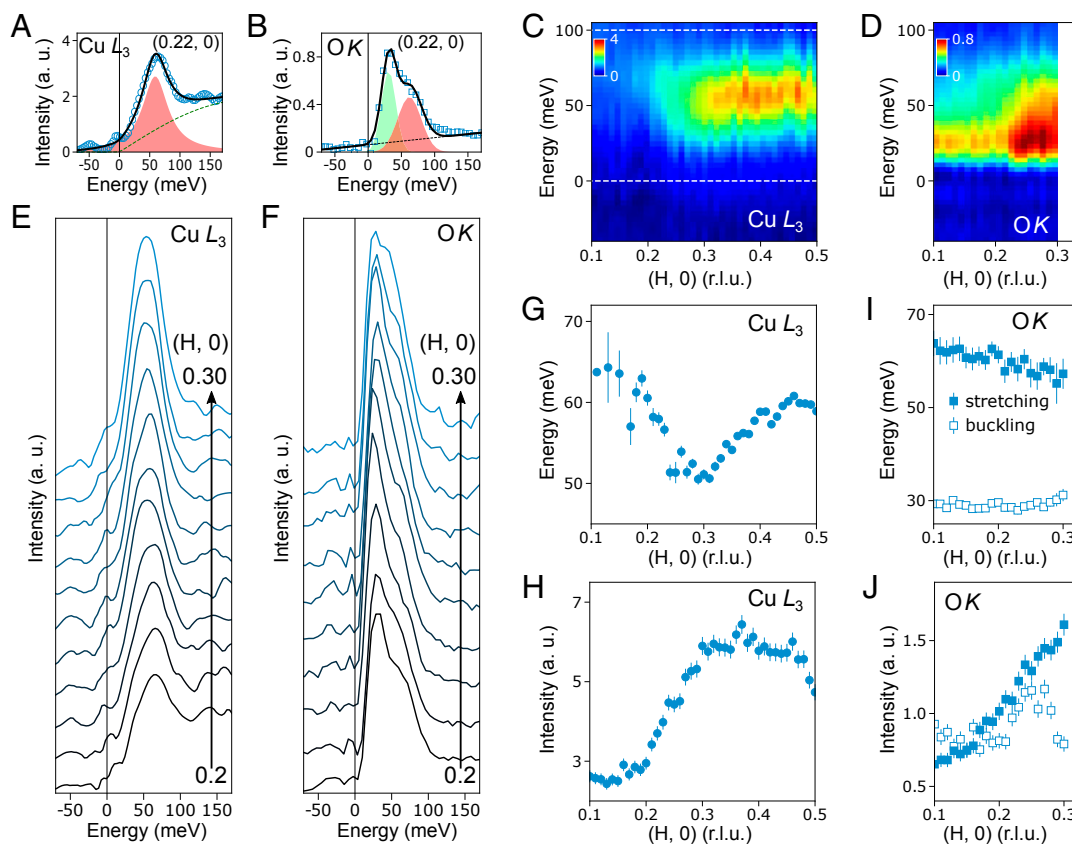 A
Cu L3
(0.22, 0)
Intensity (a. u.)
4
2
0
0
100
Energy (meV)
B
O K
(0.22, 0)
Intensity (a. u.)
0.8
0.4
0
-50 0 50 100 150
Energy (meV)
C
Energy (meV)
100
50
0
4
0
Cu L3
0.1 0.2 0.3 0.4 0.5
(H, 0) (r.l.u.)
D
Energy (meV)
100
50
0
0.8
0
O K
0.1 0.3
(H, 0) (r.l.u.)
E
Cu L3
(H, 0)
0.30
0.2
Intensity (a. u.)
-50 0 50 100 150
Energy (meV)
F
O K
(H, 0)
0.30
0.2
Intensity (a. u.)
-50 0 50 100 150
Energy (meV)
G
Cu L3
Energy (meV)
70
60
50
0.1 0.2 0.3 0.4 0.5
(H, 0) (r.l.u.)
H
Cu L3
Intensity (a. u.)
7
5
3
0.1 0.2 0.3 0.4 0.5
(H, 0) (r.l.u.)
I
O K
Energy (meV)
70
50
30
stretching
buckling
0.1 0.2 0.3
(H, 0) (r.l.u.)
J
O K
Intensity (a. u.)
1.5
1.0
0.5
0.1 0.2 0.3
(H, 0) (r.l.u.)